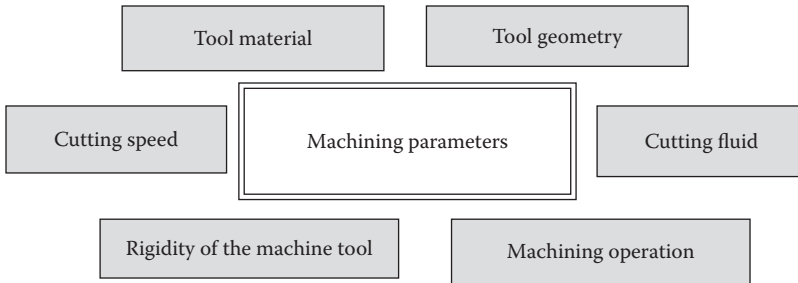 Tool material
Tool geometry
Cutting speed
Machining parameters
Cutting fluid
Rigidity of the machine tool
Machining operation